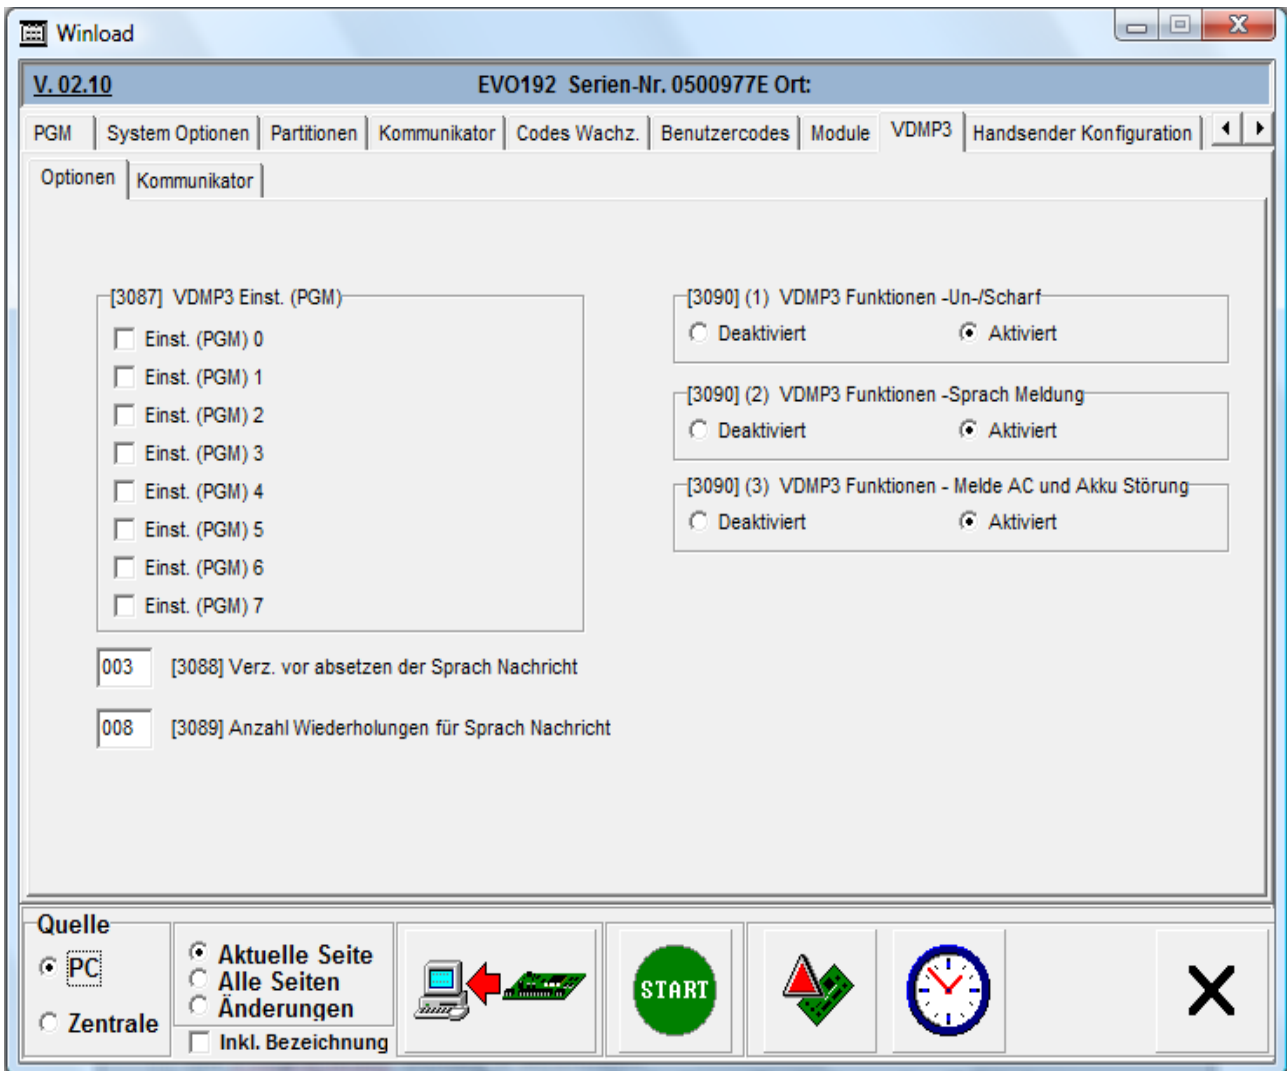 Winload
V. 02.10 EVO192 Serien-Nr. 0500977E Ort:
PGM System Optionen Partitionen Kommunikator Codes Wachz. Benutzercodes Module VDMP3 Handsender Konfiguration
Optionen Kommunikator
[3087] VDMP3 Einst. (PGM)
Einst. (PGM) 0
Einst. (PGM) 1
Einst. (PGM) 2
Einst. (PGM) 3
Einst. (PGM) 4
Einst. (PGM) 5
Einst. (PGM) 6
Einst. (PGM) 7
003 [3088] Verz. vor absetzen der Sprach Nachricht
008 [3089] Anzahl Wiederholungen für Sprach Nachricht
[3090] (1) VDMP3 Funktionen -Un-/Scharf
Deaktiviert Aktiviert
[3090] (2) VDMP3 Funktionen -Sprach Meldung
Deaktiviert Aktiviert
[3090] (3) VDMP3 Funktionen - Melde AC und Akku Störung
Deaktiviert Aktiviert
Quelle
PC
Zentrale
Aktuelle Seite
Alle Seiten
Änderungen
Inkl. Bezeichnung
START